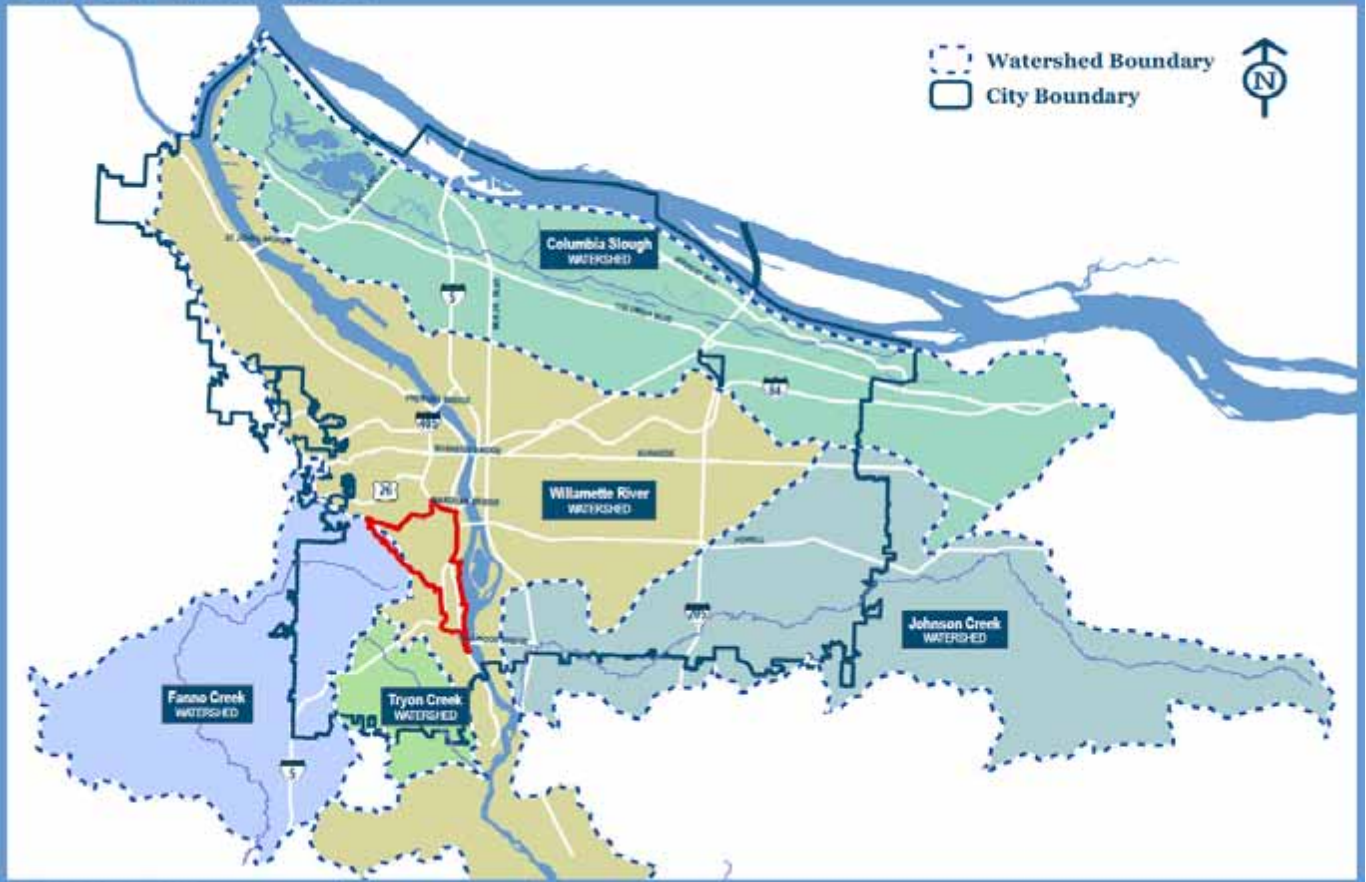 Watershed Boundary
City Boundary
N
Columbia Slough
WATERSHED
5
84
405
BURNSIDE
26
Willamette River
WATERSHED
POWELL
205
Johnson Creek
WATERSHED
Fanno Creek
WATERSHED
Tryon Creek
WATERSHED
5